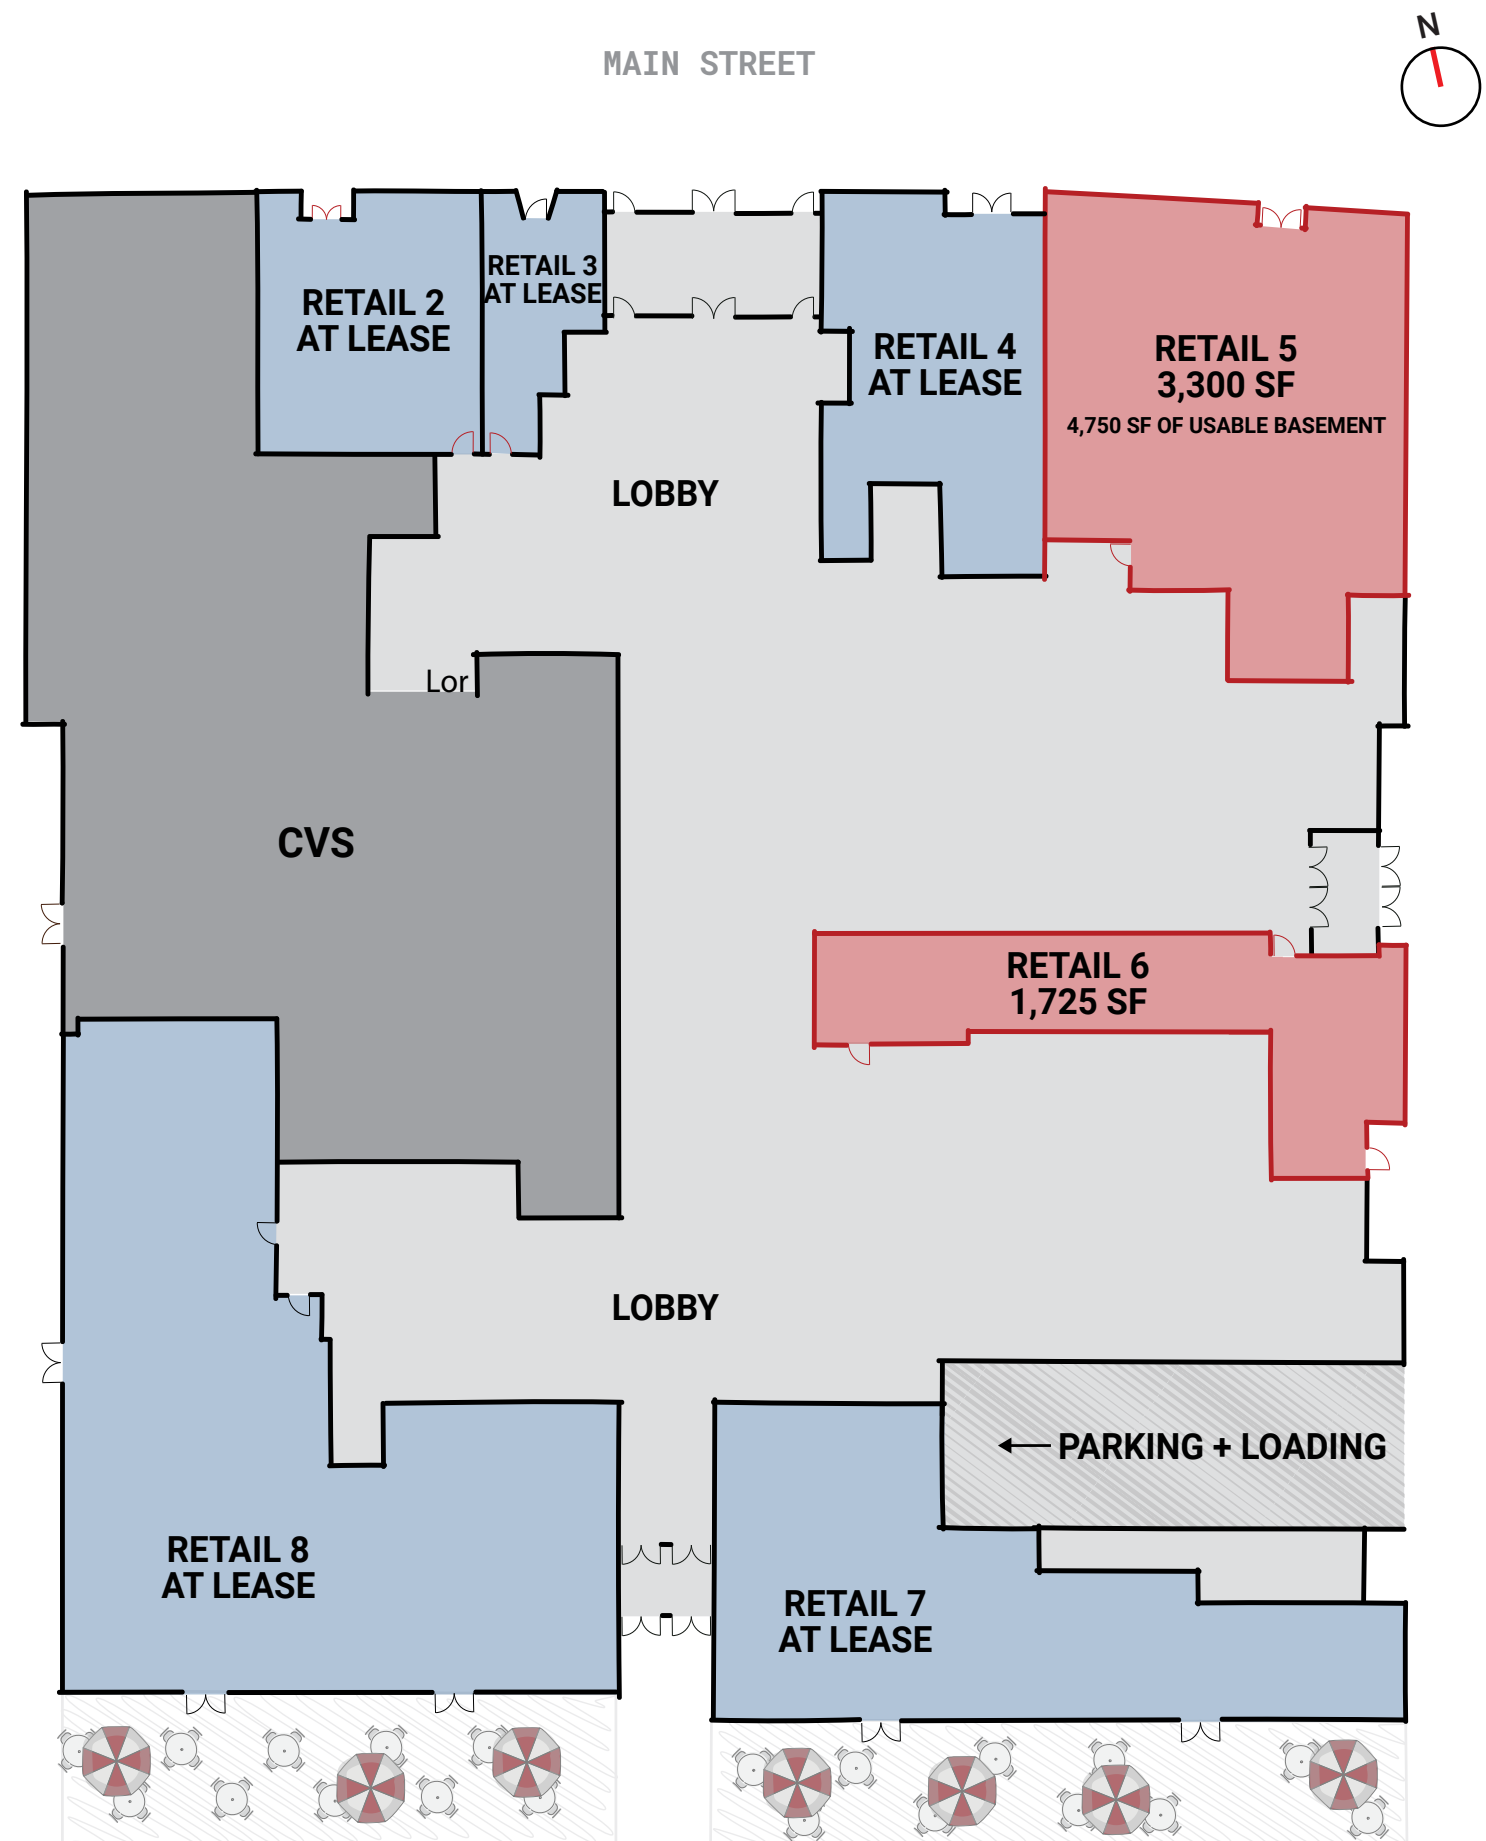 N
MAIN STREET
RETAIL 2
AT LEASE
RETAIL 3
AT LEASE
RETAIL 4
AT LEASE
RETAIL 5
3,300 SF
4,750 SF OF USABLE BASEMENT
LOBBY
Lor
CVS
RETAIL 6
1,725 SF
LOBBY
PARKING + LOADING
RETAIL 8
AT LEASE
RETAIL 7
AT LEASE